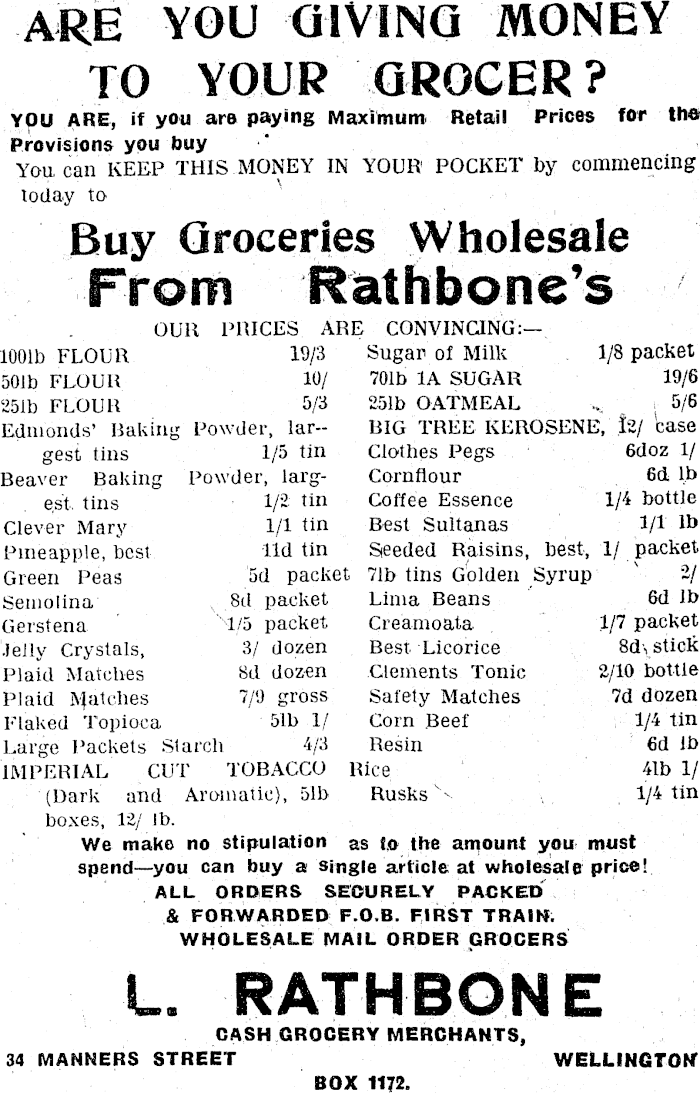 ARE YOU GIVING MONEY
TO YOUR GROCER?
YOU ARE, if you are paying Maximum Retail Prices for the
Provisions you buy
You can KEEP THIS MONEY IN YOUR POCKET by commencing
today to
Buy Groceries Wholesale
From Rathbone's
OUR PRICES ARE CONVINCING:—
100lb FLOUR 19/3
50lb FLOUR 10/
25lb FLOUR 5/3
Edmonds' Baking Powder, lar-
gest tins 1/5 tin
Beaver Baking Powder, larg-
est tins 1/2 tin
Clever Mary 1/1 tin
Pineapple, best 11d tin
Green Peas 5d packet
Semolina 8d packet
Gerstena 1/5 packet
Jelly Crystals, 3/ dozen
Plaid Matches 8d dozen
Plaid Matches 7/9 gross
Flaked Topioca 5lb 1/
Large Packets Starch 4/3
IMPERIAL CUT TOBACCO
(Dark and Aromatic), 5lb
boxes, 12/ lb.
Sugar of Milk 1/8 packet
70lb 1A SUGAR 19/6
25lb OATMEAL 5/6
BIG TREE KEROSENE, 12/ case
Clothes Pegs 6doz 1/
Cornflour 6d lb
Coffee Essence 1/4 bottle
Best Sultanas 1/1 lb
Seeded Raisins, best, 1/ packet
7lb tins Golden Syrup 2/
Lima Beans 6d lb
Creamoata 1/7 packet
Best Licorice 8d stick
Clements Tonic 2/10 bottle
Safety Matches 7d dozen
Corn Beef 1/4 tin
Resin 6d lb
Rice 4lb 1/
Rusks 1/4 tin
We make no stipulation as to the amount you must
spend—you can buy a single article at wholesale price!
ALL ORDERS SECURELY PACKED
& FORWARDED F.O.B. FIRST TRAIN.
WHOLESALE MAIL ORDER GROCERS
L. RATHBONE
CASH GROCERY MERCHANTS,
34 MANNERS STREET WELLINGTON
BOX 1172.